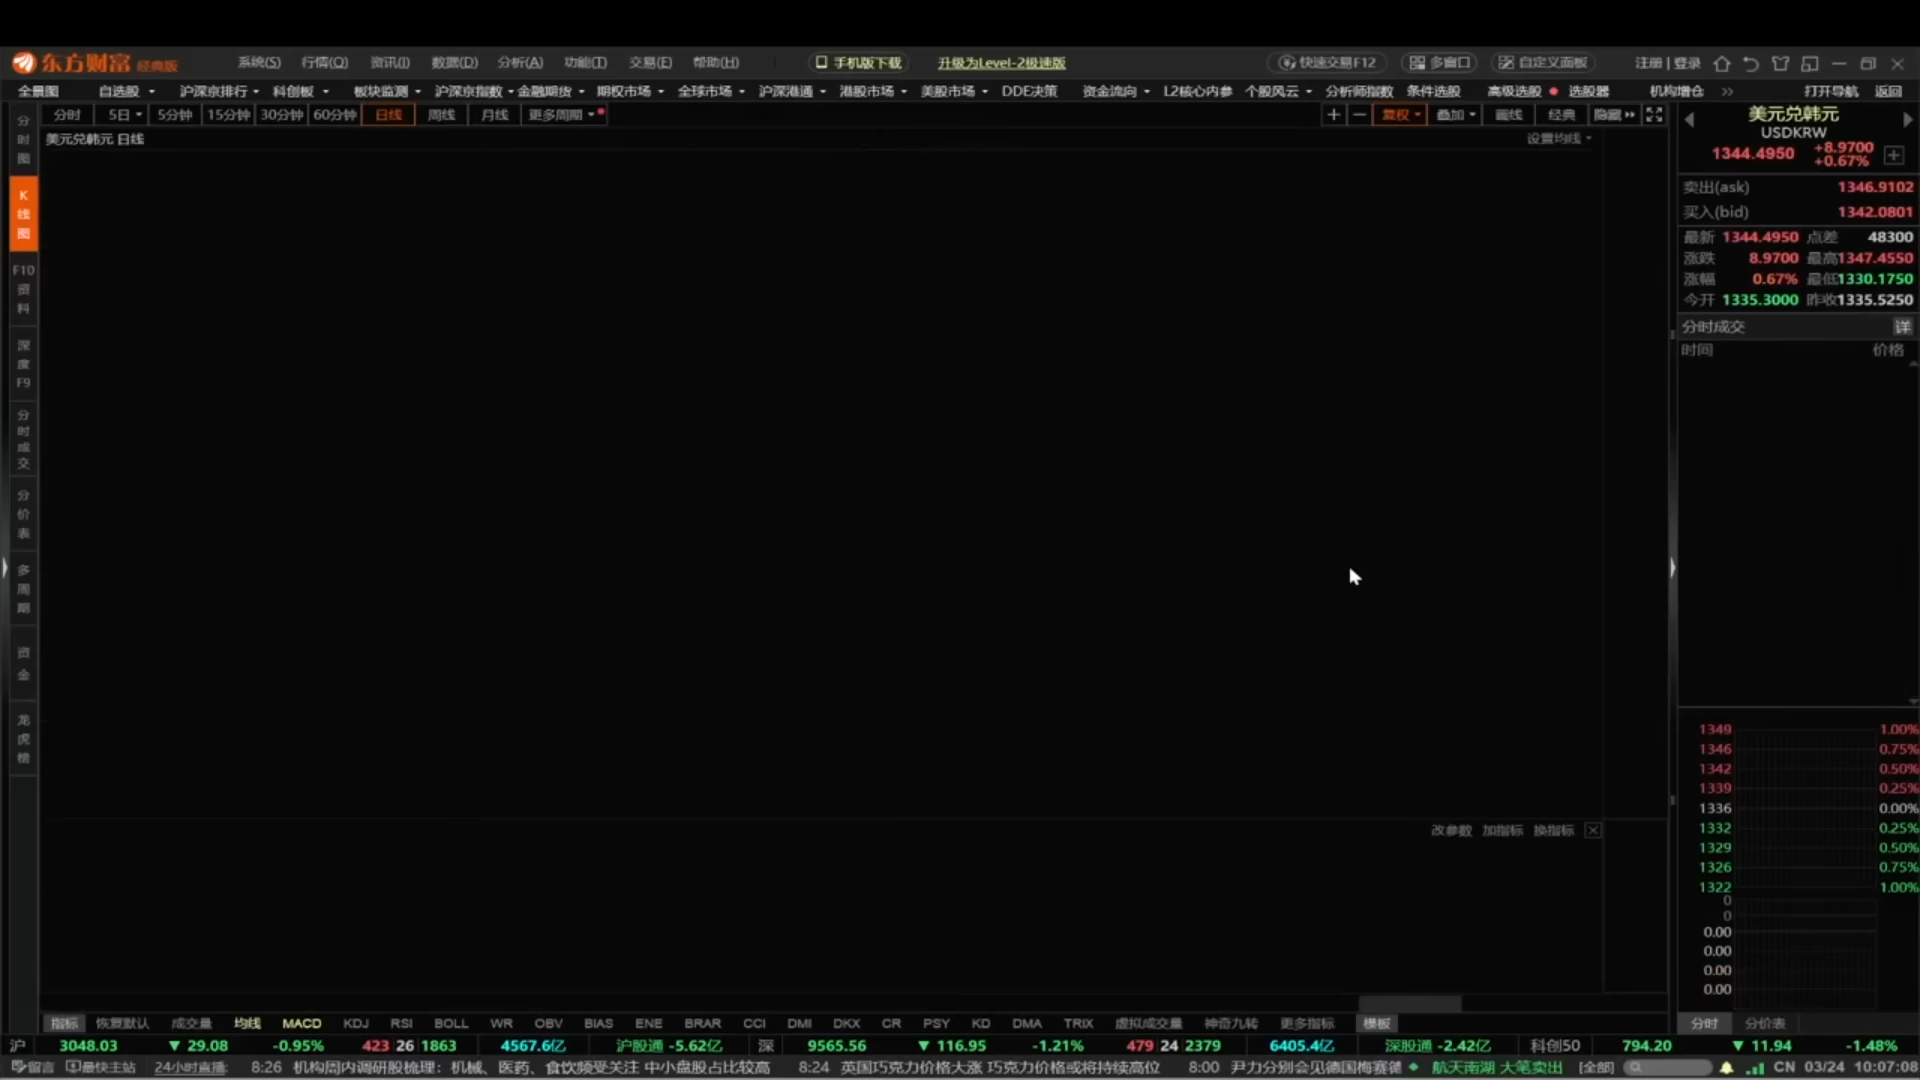 东方财富 经典版 系统(S) 行情(Q) 资讯(I) 数据(D) 分析(A) 功能(T) 交易(E) 帮助(H) 手机版下载 升级为Level-2极速版 快速交易F12 多窗口 自定义面板 注册 | 登录
全景图 自选股 沪深京排行 科创板 板块监测 沪深京指数 金融期货 期权市场 全球市场 沪深港通 港股市场 美股市场 DDE决策 资金流向 L2核心内参 个股风云 分析师指数 条件选股 高级选股 选股器 机构增仓 >> 打开导航 返回
分时 5日 5分钟 15分钟 30分钟 60分钟 日线 周线 月线 更多周期 + — 复权 叠加 画线 经典 隐藏
美元兑韩元 日线 设置均线
分时图
K线图
F10资料
深度F9
分时成交
分价表
多周期
资金
龙虎榜
美元兑韩元
USDKRW
1344.4950 +8.9700
+0.67%
卖出(ask) 1346.9102
买入(bid) 1342.0801
最新 1344.4950 点差 48300
涨跌 8.9700 最高1347.4550
涨幅 0.67% 最低1330.1750
今开 1335.3000 昨收1335.5250
分时成交 详
时间 价格
1349 1.00%
1346 0.75%
1342 0.50%
1339 0.25%
1336 0.00%
1332 0.25%
1329 0.50%
1326 0.75%
1322 1.00%
0
0
0.00
0.00
0.00
0.00
改参数 加指标 换指标
指标 恢复默认 成交量 均线 MACD KDJ RSI BOLL WR OBV BIAS ENE BRAR CCI DMI DKX CR PSY KD DMA TRIX 虚拟成交量 神奇九转 更多指标 模板 分时 分价表
沪 3048.03 ▼ 29.08 -0.95% 423 26 1863 4567.6亿 沪股通 -5.62亿 深 9565.56 ▼ 116.95 -1.21% 479 24 2379 6405.4亿 深股通 -2.42亿 科创50 794.20 ▼ 11.94 -1.48%
留言 最快主站 24小时直播: 8:26 机构周内调研股梳理：机械、医药、食饮频受关注 中小盘股占比较高 8:24 英国巧克力价格大涨 巧克力价格或将持续高位 8:00 尹力分别会见德国梅赛德 航天南湖 大笔卖出 [全部] CN 03/24 10:07:08